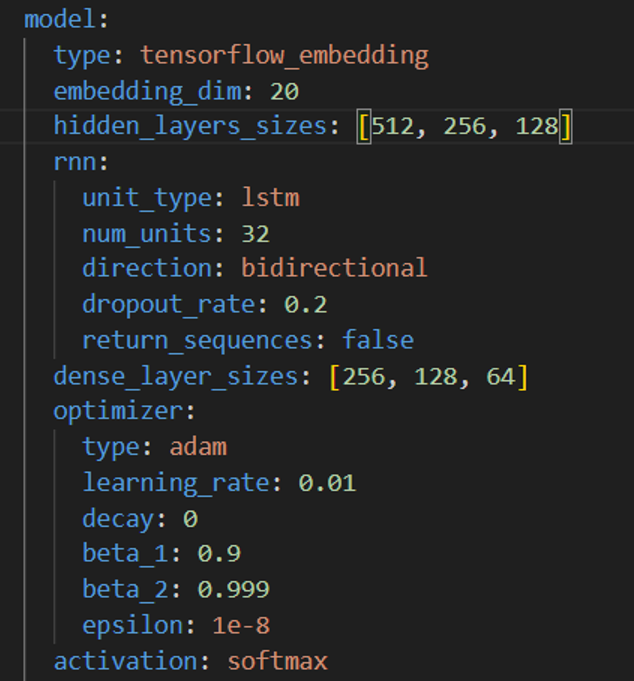 model:
type: tensorflow_embedding
embedding_dim: 20
hidden_layers_sizes: [512, 256, 128]
rnn:
unit_type: lstm
num_units: 32
direction: bidirectional
dropout_rate: 0.2
return_sequences: false
dense_layer_sizes: [256, 128, 64]
optimizer:
type: adam
learning_rate: 0.01
decay: 0
beta_1: 0.9
beta_2: 0.999
epsilon: 1e-8
activation: softmax